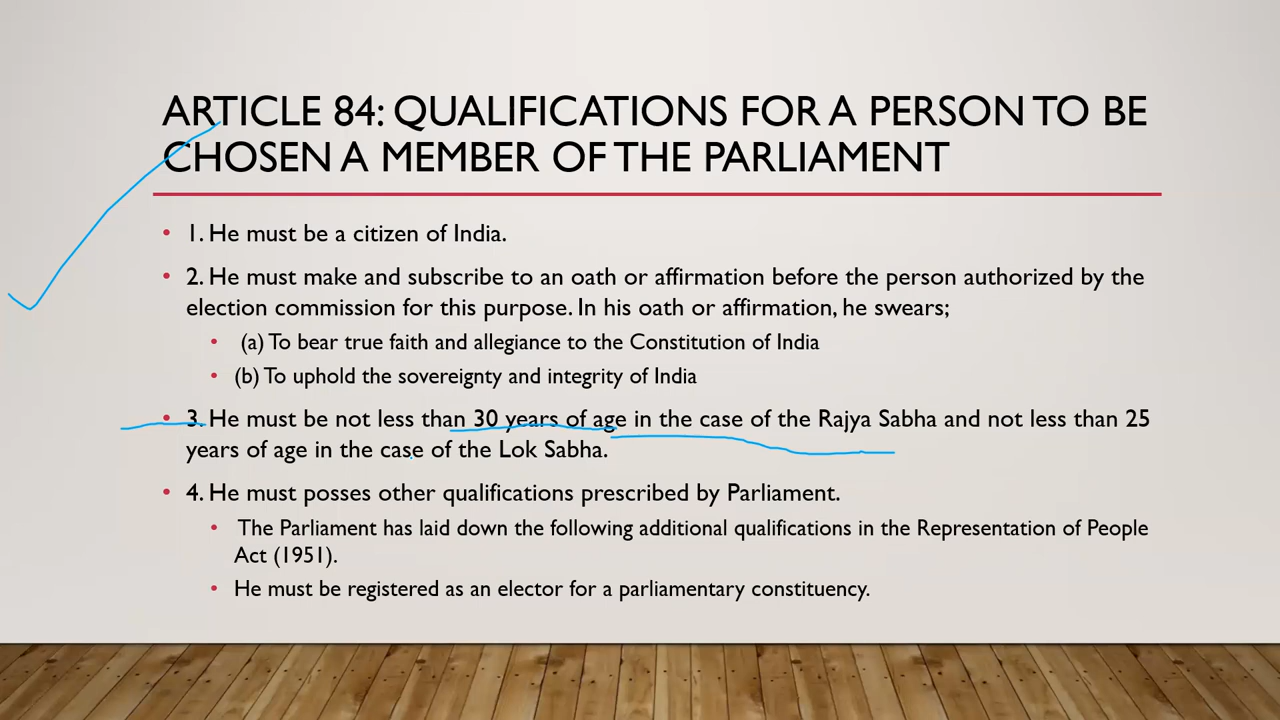 ARTICLE 84: QUALIFICATIONS FOR A PERSON TO BE
CHOSEN A MEMBER OF THE PARLIAMENT
• 1. He must be a citizen of India.
• 2. He must make and subscribe to an oath or affirmation before the person authorized by the
election commission for this purpose. In his oath or affirmation, he swears;
• (a) To bear true faith and allegiance to the Constitution of India
• (b) To uphold the sovereignty and integrity of India
• 3. He must be not less than 30 years of age in the case of the Rajya Sabha and not less than 25
years of age in the case of the Lok Sabha.
• 4. He must posses other qualifications prescribed by Parliament.
• The Parliament has laid down the following additional qualifications in the Representation of People
Act (1951).
• He must be registered as an elector for a parliamentary constituency.